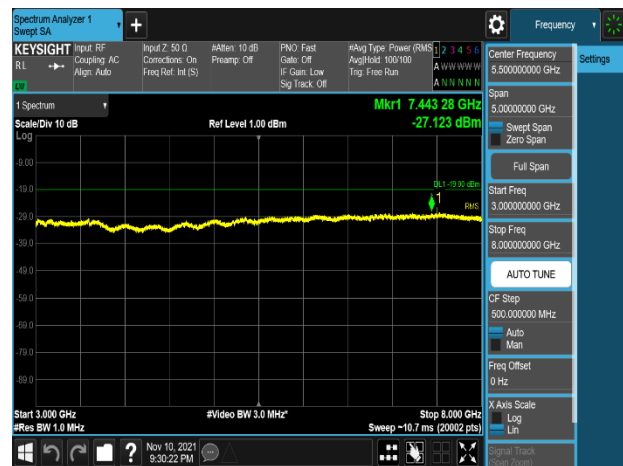 Spectrum Analyzer 1
Swept SA
+
Frequency
KEYSIGHT
Input: RF
Input Z: 50 Ω
#Atten: 10 dB
PNO: Fast
#Avg Type: Power (RMS
1 2 3 4 5 6
RL
Coupling: AC
Corrections: On
Preamp: Off
Gate: Off
Avg|Hold: 100/100
A W W W W W
Align: Auto
Freq Ref: Int (S)
IF Gain: Low
Trig: Free Run
Sig Track: Off
A N N N N N
LW
1 Spectrum
Mkr1 7.443 28 GHz
Scale/Div 10 dB
Ref Level 1.00 dBm
-27.123 dBm
Log
-9.00
DL1 -19.00 dBm
-19.0
1
RMS
-29.0
-39.0
-49.0
-59.0
-69.0
-79.0
-89.0
Start 3.000 GHz
#Video BW 3.0 MHz*
Stop 8.000 GHz
#Res BW 1.0 MHz
Sweep ~10.7 ms (20002 pts)
?
Nov 10, 2021
9:30:22 PM
Center Frequency
5.500000000 GHz
Settings
Span
5.00000000 GHz
Swept Span
Zero Span
Full Span
Start Freq
3.000000000 GHz
Stop Freq
8.000000000 GHz
AUTO TUNE
CF Step
500.000000 MHz
Auto
Man
Freq Offset
0 Hz
X Axis Scale
Log
Lin
Signal Track
(Span Zoom)